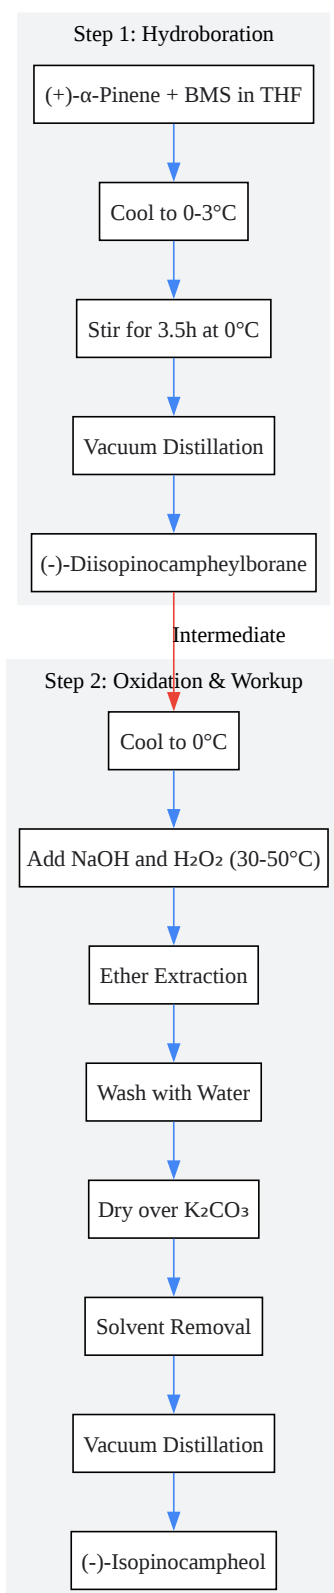 Step 1: Hydroboration
(+)-α-Pinene + BMS in THF
Cool to 0-3°C
Stir for 3.5h at 0°C
Vacuum Distillation
(-)-Diisopinocampheylborane
Intermediate
Step 2: Oxidation & Workup
Cool to 0°C
Add NaOH and H₂O₂ (30-50°C)
Ether Extraction
Wash with Water
Dry over K₂CO₃
Solvent Removal
Vacuum Distillation
(-)-Isopinocampheol